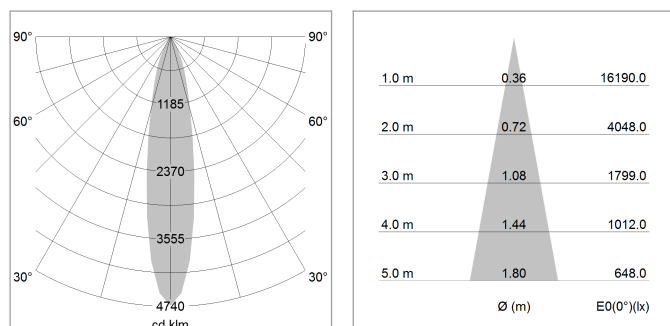 90° 90°
1185
60° 60°
2370
3555
30° 30°
4740
cd klm
1.0 m 0.36 16190.0
2.0 m 0.72 4048.0
3.0 m 1.08 1799.0
4.0 m 1.44 1012.0
5.0 m 1.80 648.0
Ø (m) E0(0°)(lx)